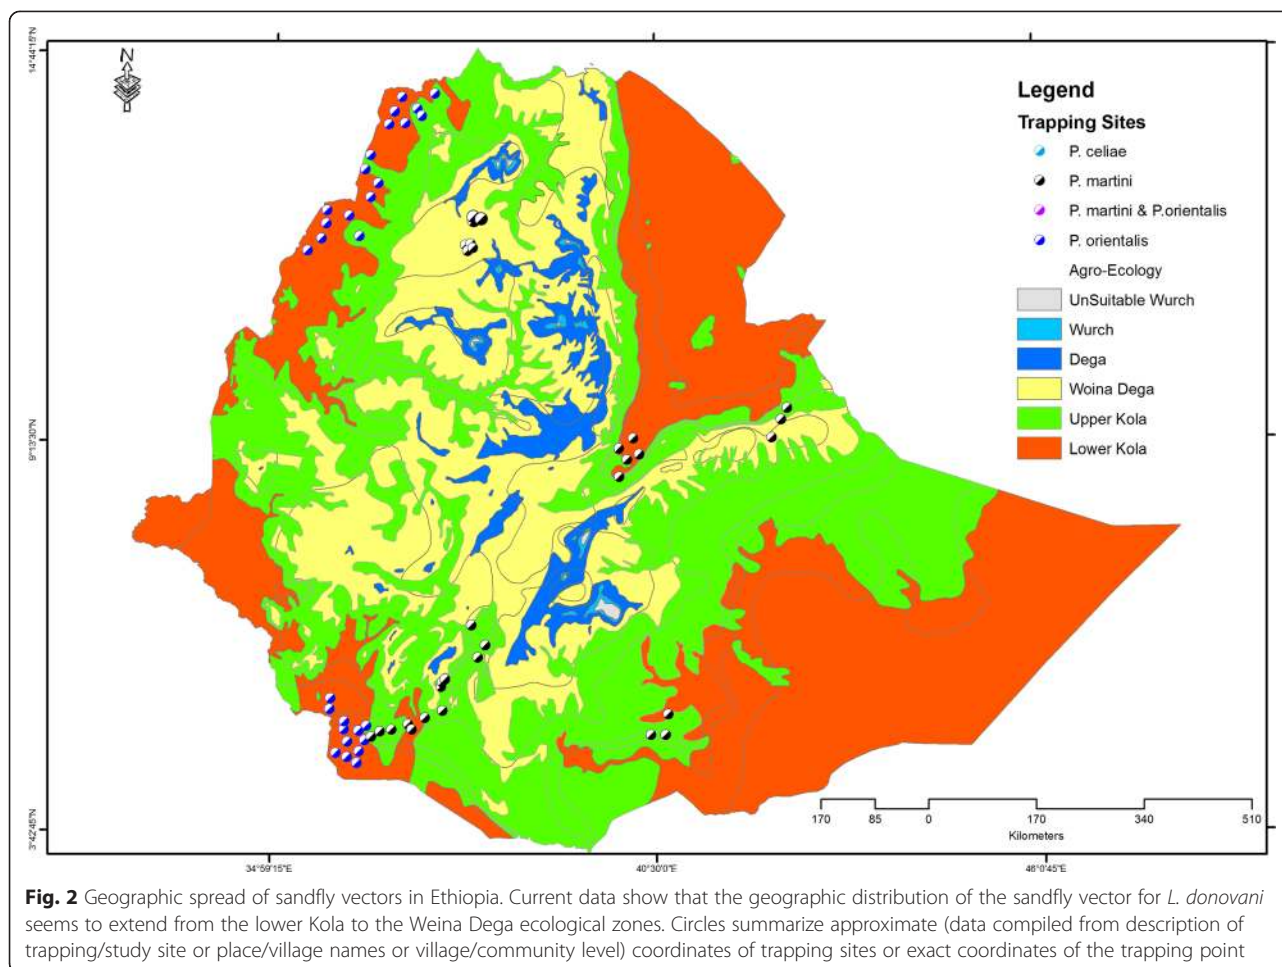 N
14°44'15"N
9°13'30"N
3°42'45"N
34°59'15"E
40°30'0"E
46°0'45"E
Legend
Trapping Sites
P. celiae
P. martini
P. martini & P.orientalis
P. orientalis
Agro-Ecology
UnSuitable Wurch
Wurch
Dega
Woina Dega
Upper Kola
Lower Kola
170 85 0 170 340 510
Kilometers
Fig. 2 Geographic spread of sandfly vectors in Ethiopia. Current data show that the geographic distribution of the sandfly vector for L. donovani
seems to extend from the lower Kola to the Weina Dega ecological zones. Circles summarize approximate (data compiled from description of
trapping/study site or place/village names or village/community level) coordinates of trapping sites or exact coordinates of the trapping point